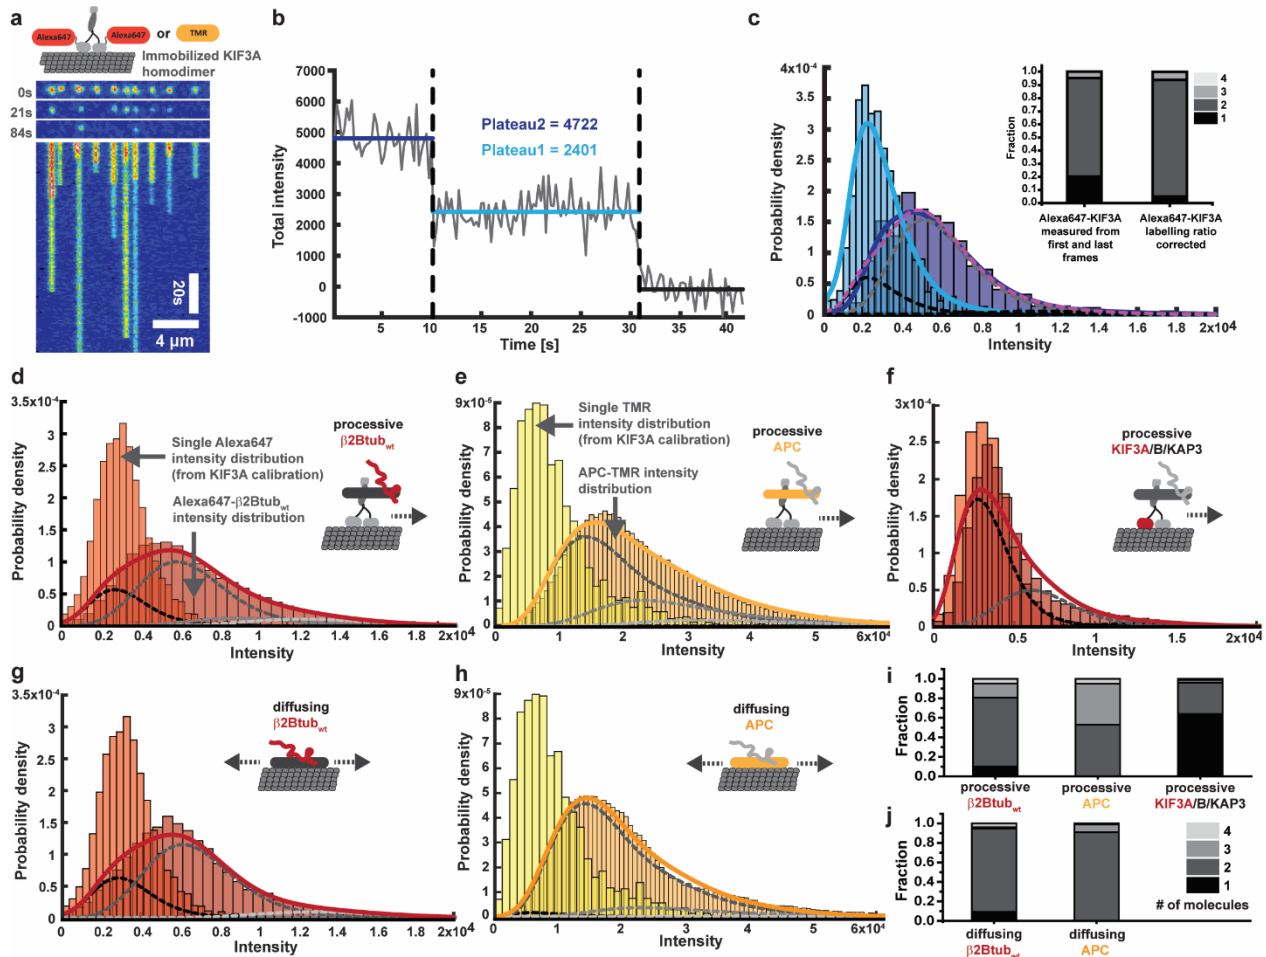 a
Alexa647
Alexa647
or
TMR
Immobilized KIF3A
homodimer
0s
21s
84s
20s
4 μm
b
7000
6000
5000
4000
3000
2000
1000
0
-1000
Total intensity
Plateau2 = 4722
Plateau1 = 2401
5
10
15
20
25
30
35
40
Time [s]
c
4x10-4
3.5
3
2.5
2
1.5
1
0.5
0
Probability density
0
0.2
0.4
0.6
0.8
1
1.2
1.4
1.6
1.8
2x10⁴
Intensity
1.0
0.9
0.8
0.7
0.6
0.5
0.4
0.3
0.2
0.1
0.0
Fraction
4
3
2
1
Alexa647-KIF3A
measured from
first and last
frames
Alexa647-KIF3A
labelling ratio
corrected
d
3.5x10-4
3
2.5
2
1.5
1
0.5
0
Probability density
Single Alexa647
intensity distribution
(from KIF3A calibration)
Alexa647-β2Btubwt
intensity distribution
processive
β2Btubwt
0
0.2
0.4
0.6
0.8
1
1.2
1.4
1.6
2x10⁴
Intensity
e
9x10-5
8
7
6
5
4
3
2
1
0
Probability density
Single TMR
intensity distribution
(from KIF3A calibration)
APC-TMR intensity
distribution
processive
APC
0
1
2
3
4
5
6x10⁴
Intensity
f
3x10-4
2.5
2
1.5
1
0.5
0
Probability density
processive
KIF3A/B/KAP3
0
0.5
1
1.5
2x10⁴
Intensity
g
3.5x10-4
3
2.5
2
1.5
1
0.5
0
Probability density
diffusing
β2Btubwt
0
0.2
0.4
0.6
0.8
1
1.2
1.4
1.6
2x10⁴
Intensity
h
9x10-5
8
7
6
5
4
3
2
1
0
Probability density
diffusing
APC
0
1
2
3
4
5
6x10⁴
Intensity
i
1.0
0.8
0.6
0.4
0.2
0.0
Fraction
processive
β2Btubwt
processive
APC
processive
KIF3A/B/KAP3
j
1.0
0.8
0.6
0.4
0.2
0.0
Fraction
diffusing
β2Btubwt
diffusing
APC
4
3
2
1
# of molecules